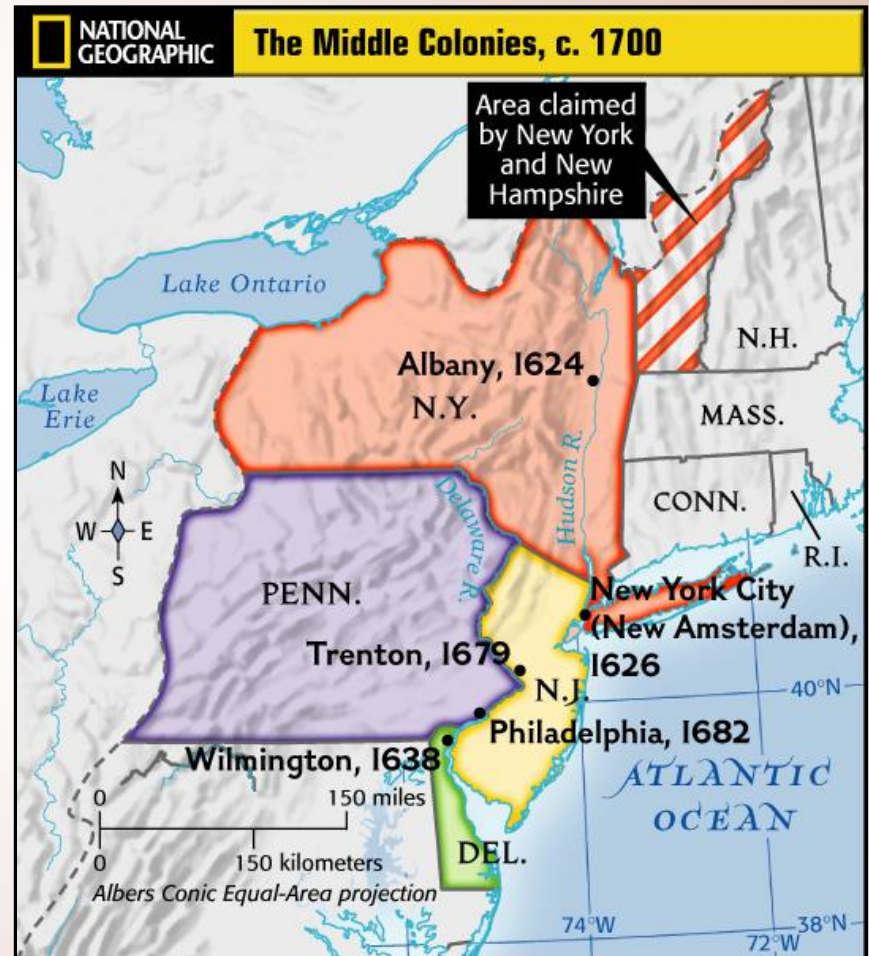 NATIONAL
GEOGRAPHIC
The Middle Colonies, c. 1700
Area claimed
by New York
and New
Hampshire
Lake Ontario
Lake
Erie
Albany, 1624
N.Y.
N.H.
MASS.
CONN.
R.I.
Hudson R.
Delaware R.
N
W E
S
PENN.
New York City
(New Amsterdam),
1626
Trenton, 1679
N.J.
40°N
Philadelphia, 1682
Wilmington, 1638
ATLANTIC
OCEAN
0 150 miles
0 150 kilometers
Albers Conic Equal-Area projection
DEL.
74°W
38°N
72°W